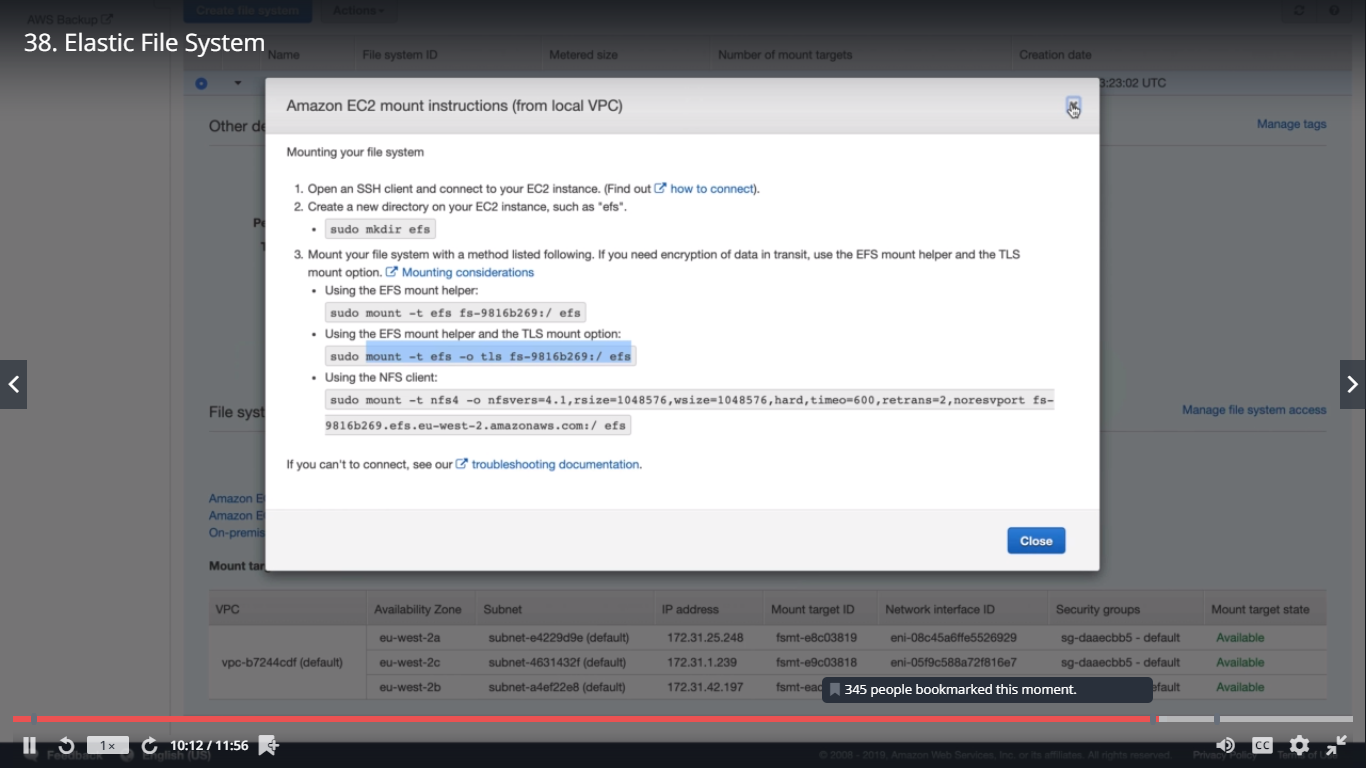 AWS Backup
Create file system
Actions
38. Elastic File System
Name
File system ID
Metered size
Number of mount targets
Creation date
3:23:02 UTC
Amazon EC2 mount instructions (from local VPC)
Other de
Manage tags
Mounting your file system
1. Open an SSH client and connect to your EC2 instance. (Find out how to connect).
2. Create a new directory on your EC2 instance, such as "efs".
• sudo mkdir efs
3. Mount your file system with a method listed following. If you need encryption of data in transit, use the EFS mount helper and the TLS
mount option. Mounting considerations
• Using the EFS mount helper:
sudo mount -t efs fs-9816b269:/ efs
• Using the EFS mount helper and the TLS mount option:
sudo mount -t efs -o tls fs-9816b269:/ efs
• Using the NFS client:
sudo mount -t nfs4 -o nfsvers=4.1,rsize=1048576,wsize=1048576,hard,timeo=600,retrans=2,noresvport fs-
9816b269.efs.eu-west-2.amazonaws.com:/ efs
File syst
Manage file system access
If you can't to connect, see our troubleshooting documentation.
Amazon E
Amazon E
On-premis
Close
Mount tar
VPC
Availability Zone
Subnet
IP address
Mount target ID
Network interface ID
Security groups
Mount target state
vpc-b7244cdf (default)
eu-west-2a
subnet-e4229d9e (default)
172.31.25.248
fsmt-e8c03819
eni-08c45a6ffe5526929
sg-daaecbb5 - default
Available
eu-west-2c
subnet-4631432f (default)
172.31.1.239
fsmt-e9c03818
eni-05f9c588a72f816e7
sg-daaecbb5 - default
Available
eu-west-2b
subnet-a4ef22e8 (default)
172.31.42.197
fsmt-eac
efault
Available
345 people bookmarked this moment.
1×
10:12 / 11:56
CC
Feedback
English (US)
© 2008 - 2019, Amazon Web Services, Inc. or its affiliates. All rights reserved.
Privacy Policy
Terms of Use